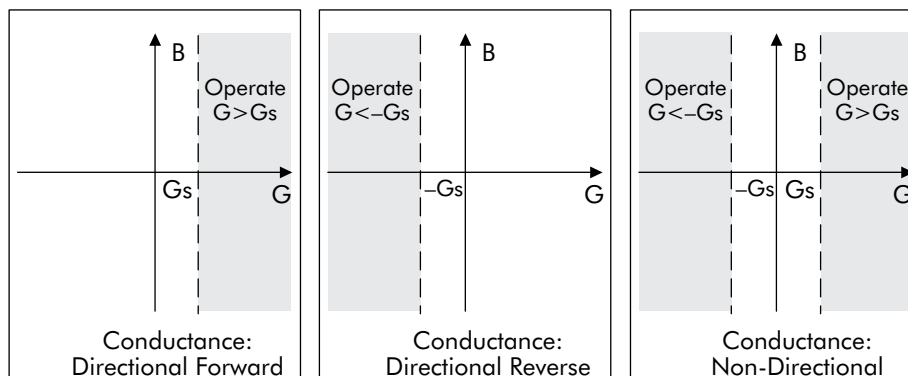 B
Operate
G>Gs
Gs
G
Conductance:
Directional Forward
B
Operate
G<–Gs
–Gs
G
Conductance:
Directional Reverse
B
Operate
G<–Gs
Operate
G>Gs
–Gs
Gs
G
Conductance:
Non-Directional